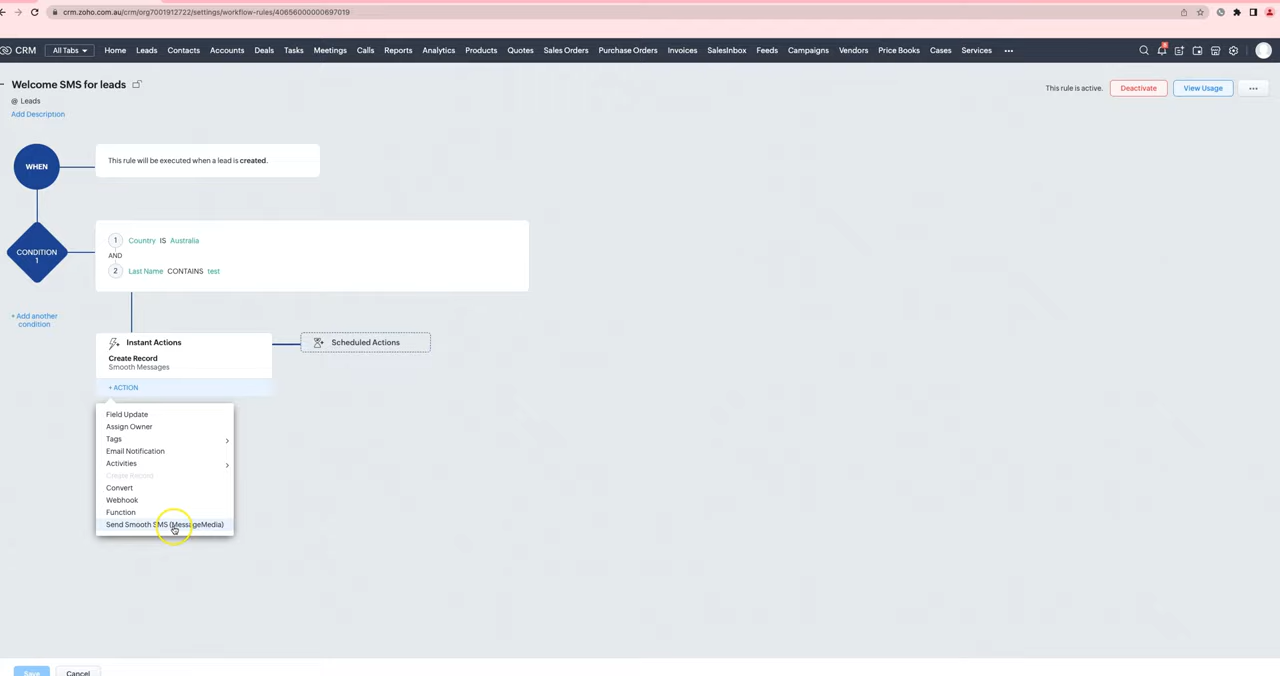 crm.zoho.com.au/crm/org7001912722/settings/workflow-rules/40656000000697019
CRM All Tabs Home Leads Contacts Accounts Deals Tasks Meetings Calls Reports Analytics Products Quotes Sales Orders Purchase Orders Invoices SalesInbox Feeds Campaigns Vendors Price Books Cases Services ...
Welcome SMS for leads
@ Leads
Add Description
This rule is active. Deactivate View Usage ...
WHEN
This rule will be executed when a lead is created.
CONDITION
1
1 Country IS Australia
AND
2 Last Name CONTAINS test
+ Add another
condition
Instant Actions
Create Record
Smooth Messages
+ ACTION
Scheduled Actions
Field Update
Assign Owner
Tags
Email Notification
Activities
Create Record
Convert
Webhook
Function
Send Smooth SMS (MessageMedia)
Save Cancel